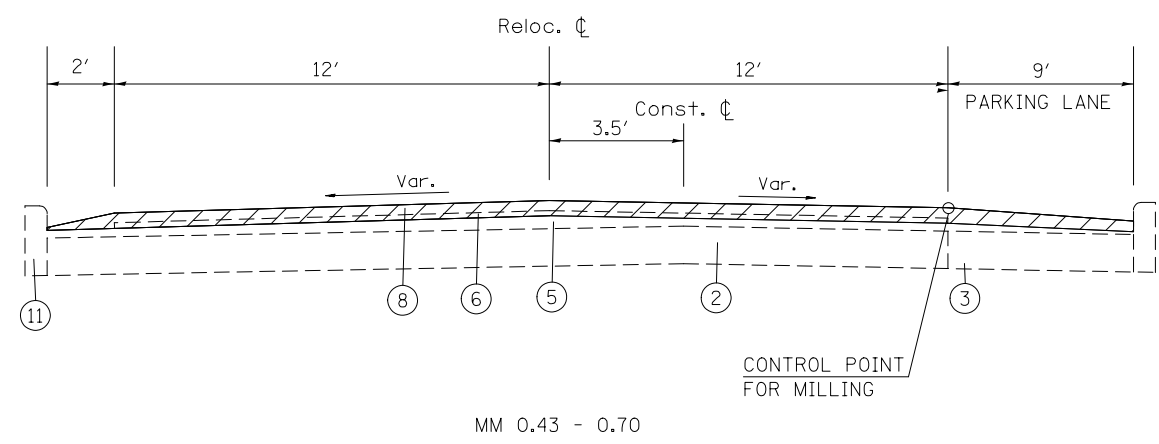 Reloc. ℄
2' 12' 12' 9'
PARKING LANE
Const. ℄
3.5'
Var. Var.
11 8 6 5 2 3
CONTROL POINT
FOR MILLING
MM 0.43 - 0.70